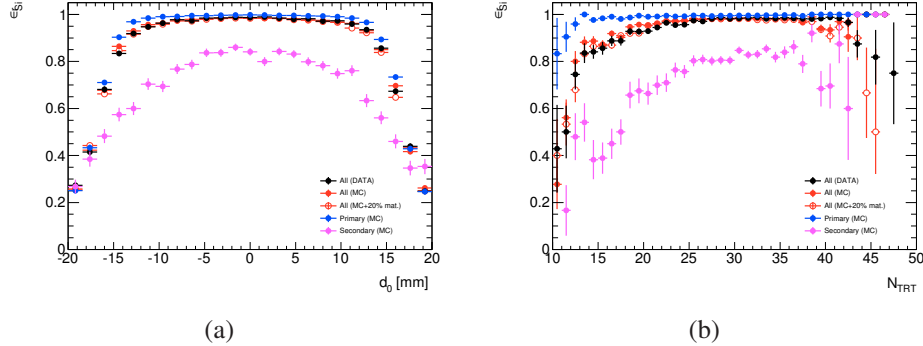 ε_Si
1
0.8
0.6
0.4
0.2
0
All (DATA)
All (MC)
All (MC+20% mat.)
Primary (MC)
Secondary (MC)
-20 -15 -10 -5 0 5 10 15 20
d_0 [mm]
(a)
ε_Si
1
0.8
0.6
0.4
0.2
0
All (DATA)
All (MC)
All (MC+20% mat.)
Primary (MC)
Secondary (MC)
10 15 20 25 30 35 40 45 50
N_TRT
(b)